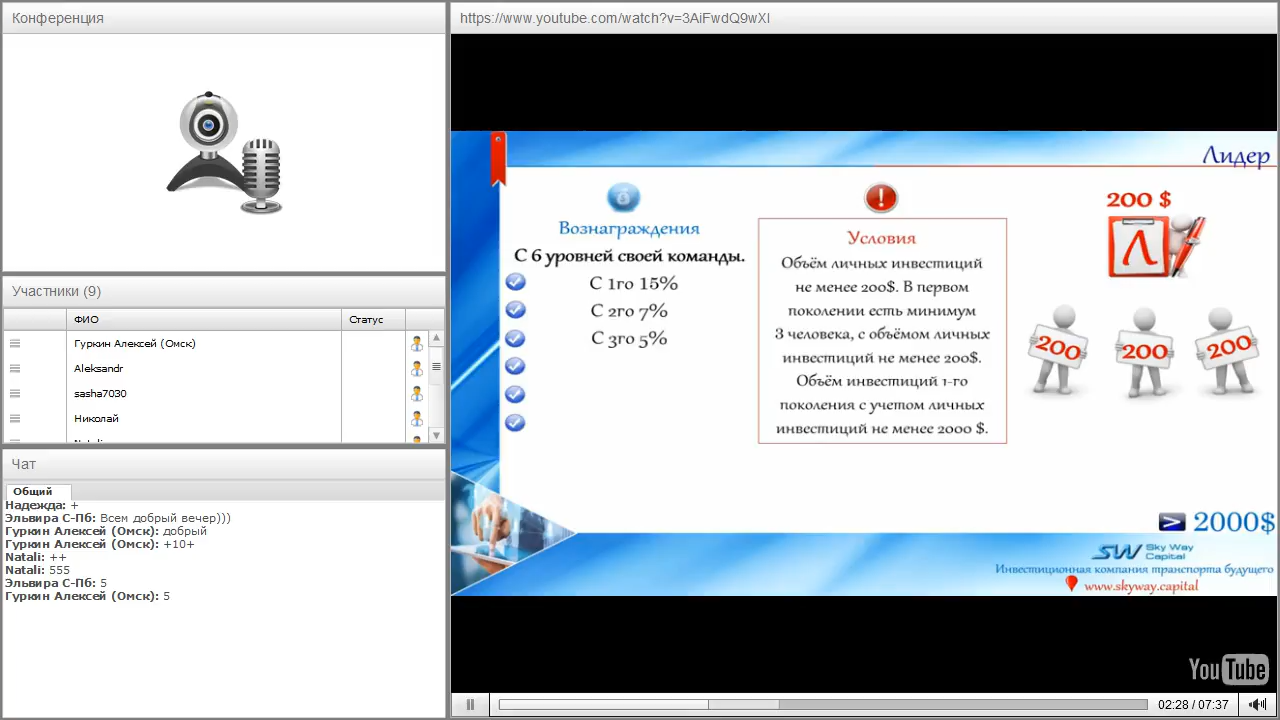 Конференция
https://www.youtube.com/watch?v=3AiFwdQ9wXI
Участники (9)
ФИО
Статус
Гуркин Алексей (Омск)
Aleksandr
sasha7030
Николай
Чат
Общий
Надежда: +
Эльвира С-Пб: Всем добрый вечер)))
Гуркин Алексей (Омск): добрый
Гуркин Алексей (Омск): +10+
Natali: ++
Natali: 555
Эльвира С-Пб: 5
Гуркин Алексей (Омск): 5
Лидер
Вознаграждения
С 6 уровней своей команды.
С 1го 15%
С 2го 7%
С 3го 5%
Условия
Объём личных инвестиций
не менее 200$. В первом
поколении есть минимум
3 человека, с объёмом личных
инвестиций не менее 200$.
Объём инвестиций 1-го
поколения с учетом личных
инвестиций не менее 2000 $.
200 $
Л
200
200
200
> 2000$
SW Sky Way
Capital
Инвестиционная компания транспорта будущего
www.skyway.capital
YouTube
02:28 / 07:37